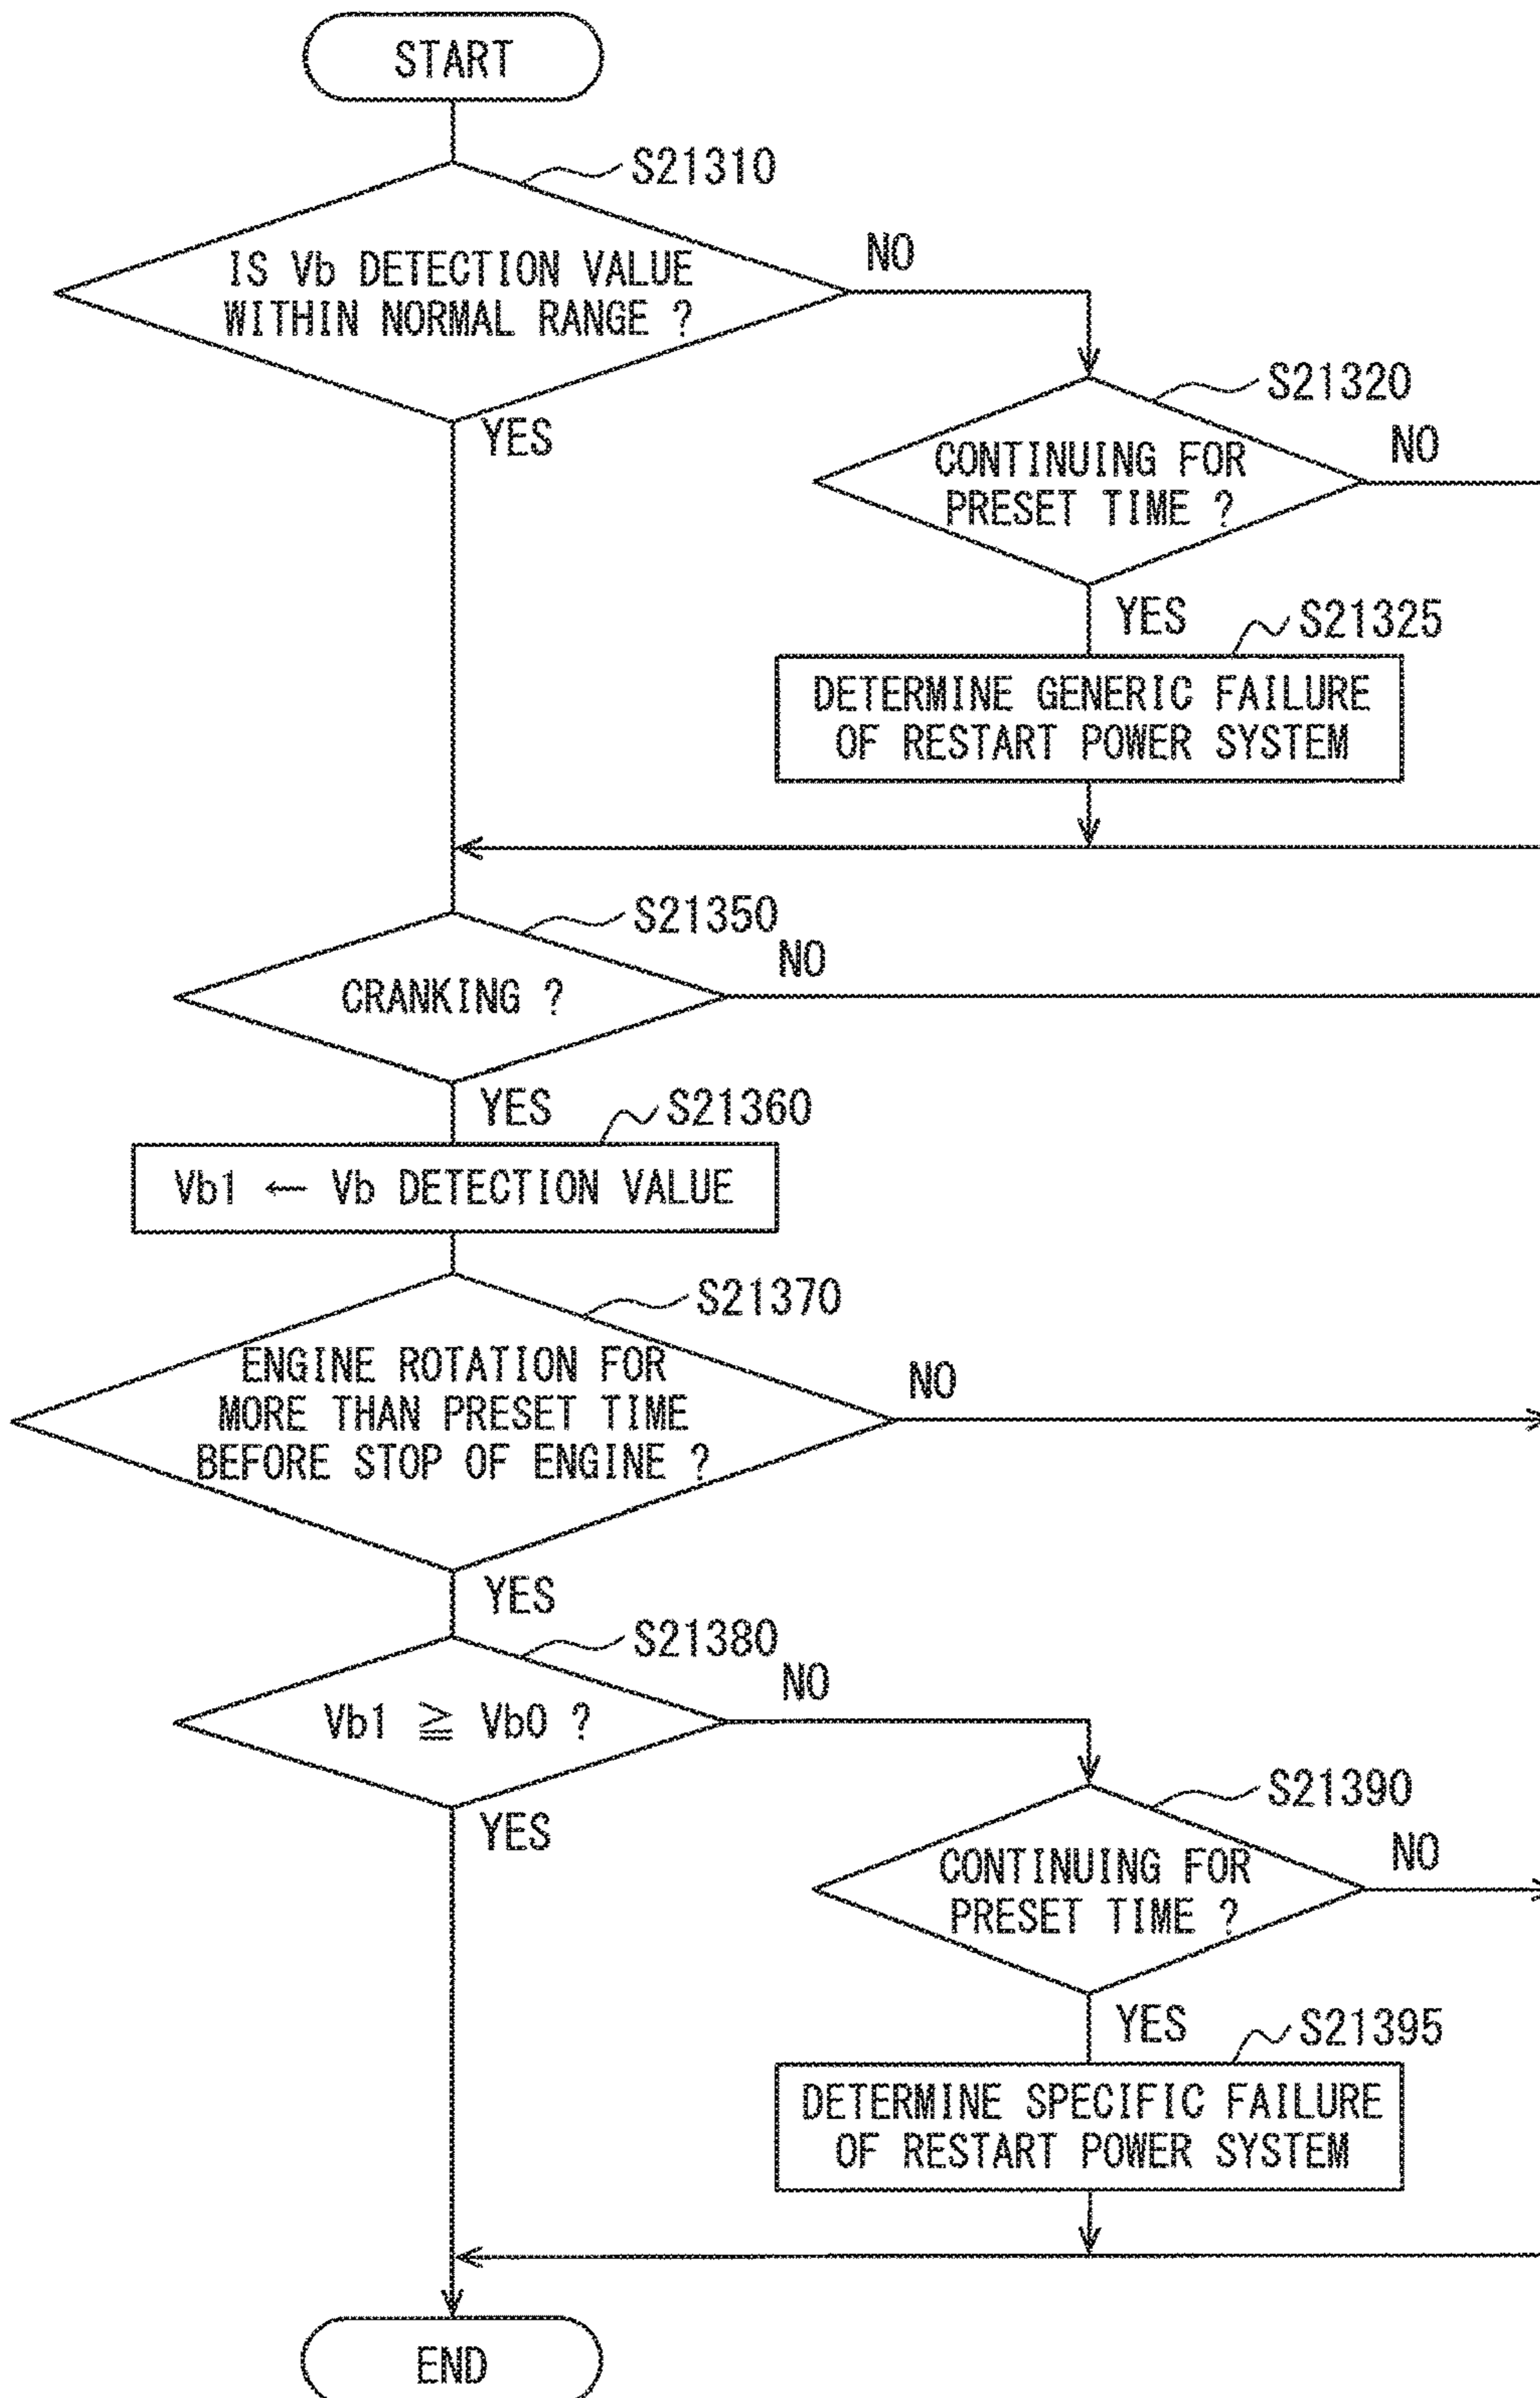 START
S21310
IS Vb DETECTION VALUE
WITHIN NORMAL RANGE ?
NO
YES
S21320
CONTINUING FOR
PRESET TIME ?
NO
YES
S21325
DETERMINE GENERIC FAILURE
OF RESTART POWER SYSTEM
S21350
CRANKING ?
NO
YES
S21360
Vb1 ← Vb DETECTION VALUE
S21370
ENGINE ROTATION FOR
MORE THAN PRESET TIME
BEFORE STOP OF ENGINE ?
NO
YES
S21380
Vb1 ≧ Vb0 ?
NO
YES
S21390
CONTINUING FOR
PRESET TIME ?
NO
YES
S21395
DETERMINE SPECIFIC FAILURE
OF RESTART POWER SYSTEM
END